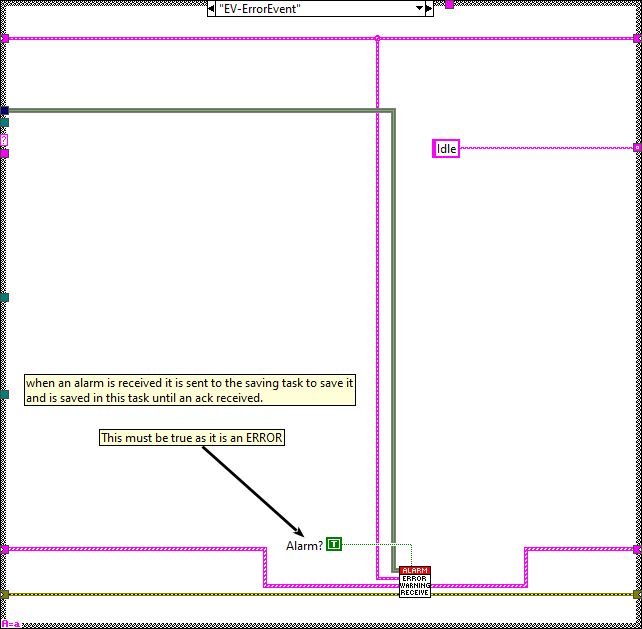 "EV-ErrorEvent"
?
Idle
when an alarm is received it is sent to the saving task to save it
and is saved in this task until an ack received.
This must be true as it is an ERROR
Alarm? T
ALARM
ERROR
WARNING
RECEIVE
A=a